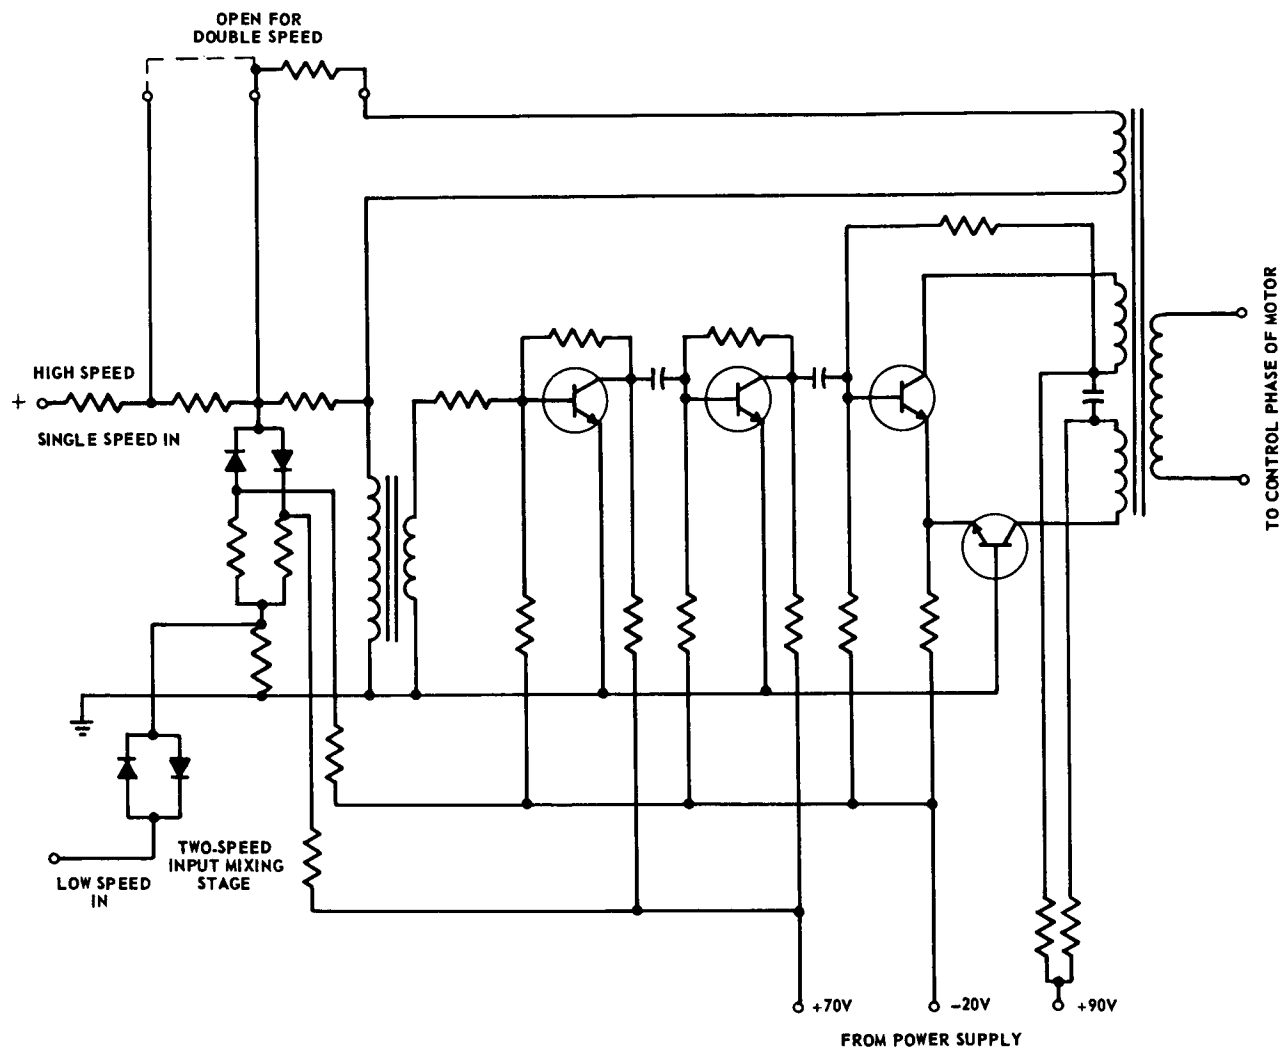 OPEN FOR
DOUBLE SPEED
HIGH SPEED
+
SINGLE SPEED IN
TO CONTROL PHASE OF MOTOR
TWO-SPEED
INPUT MIXING
STAGE
LOW SPEED
IN
+70V
-20V
+90V
FROM POWER SUPPLY